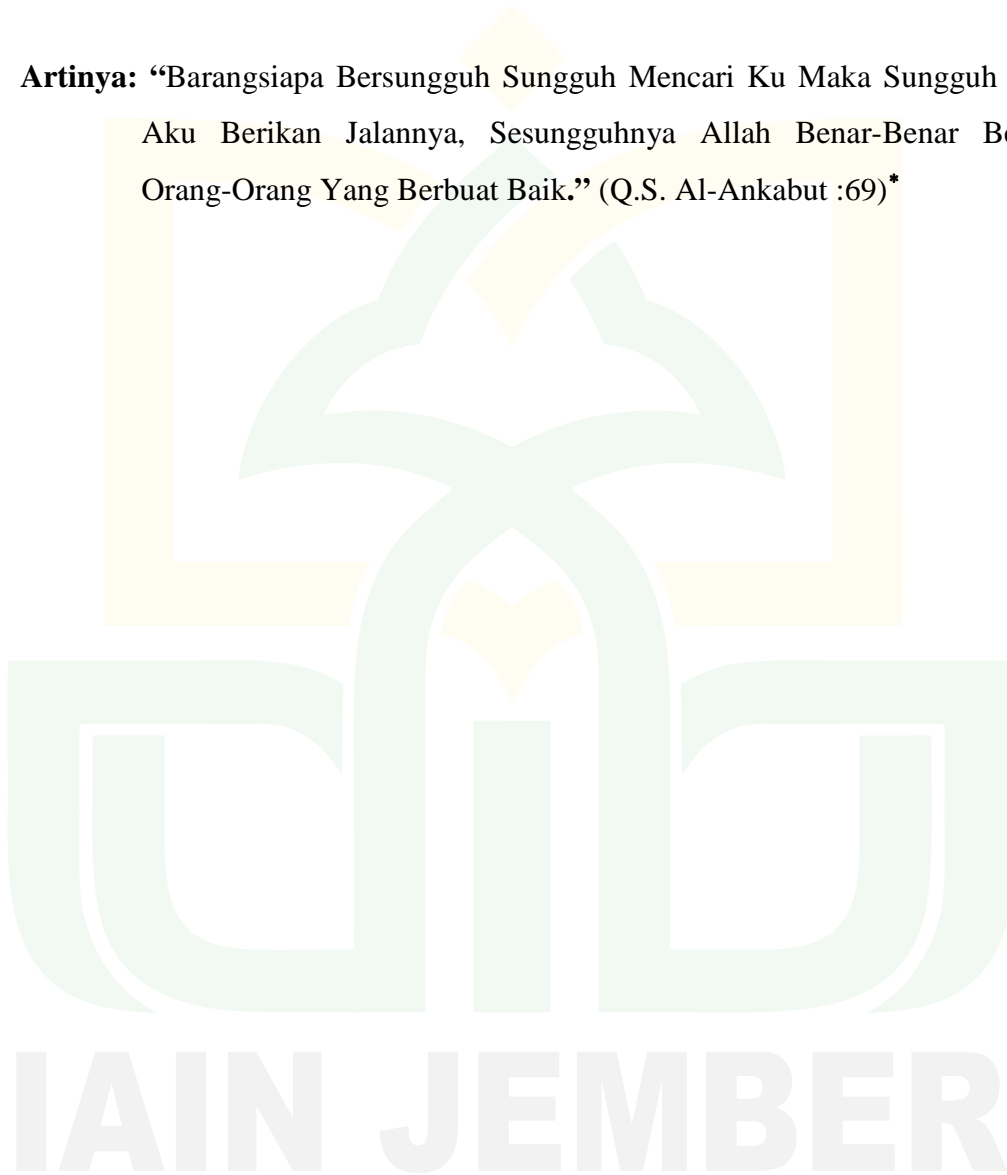 Artinya: “Barangsiapa Bersungguh Sungguh Mencari Ku Maka Sungguh
Aku Berikan Jalannya, Sesungguhnya Allah Benar-Benar
Orang-Orang Yang Berbuat Baik.” (Q.S. Al-Ankabut :69)*
IAIN JEMBER